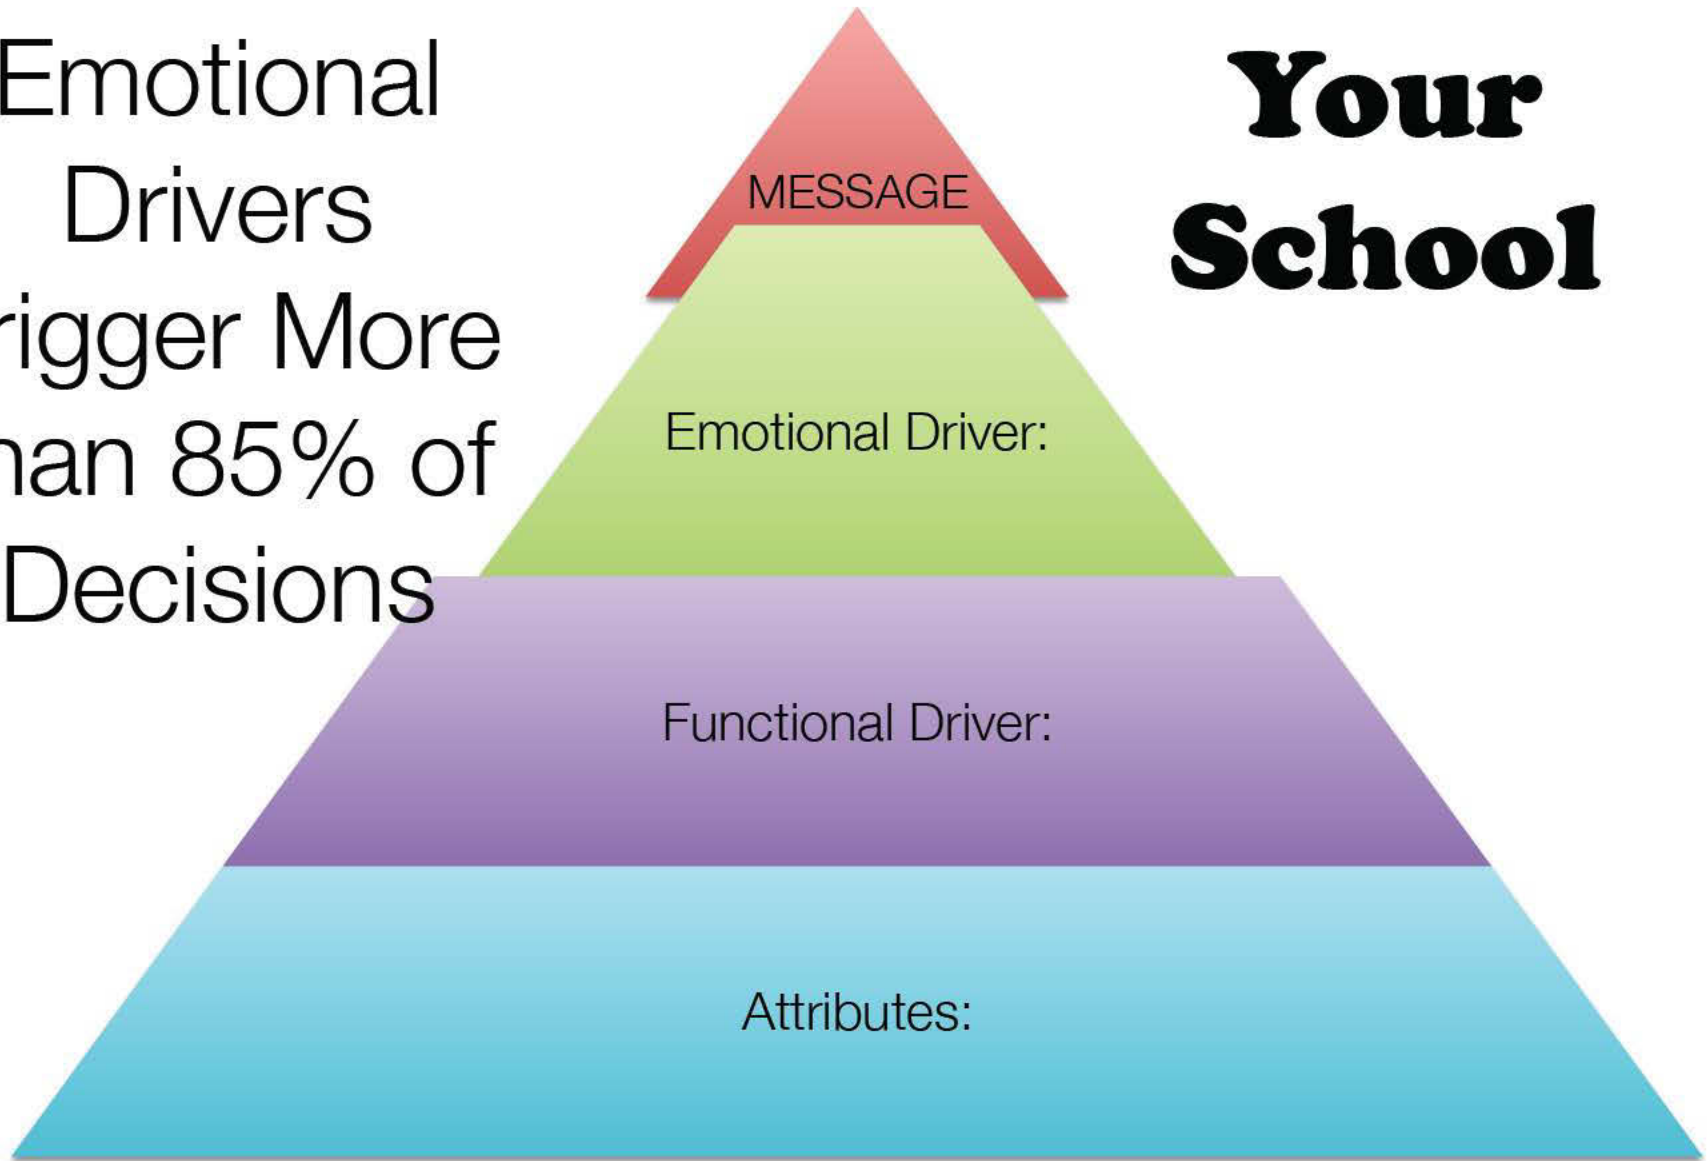 Emotional
Drivers
rigger More
han 85% of
Decisions
Your
School
MESSAGE
Emotional Driver:
Functional Driver:
Attributes: